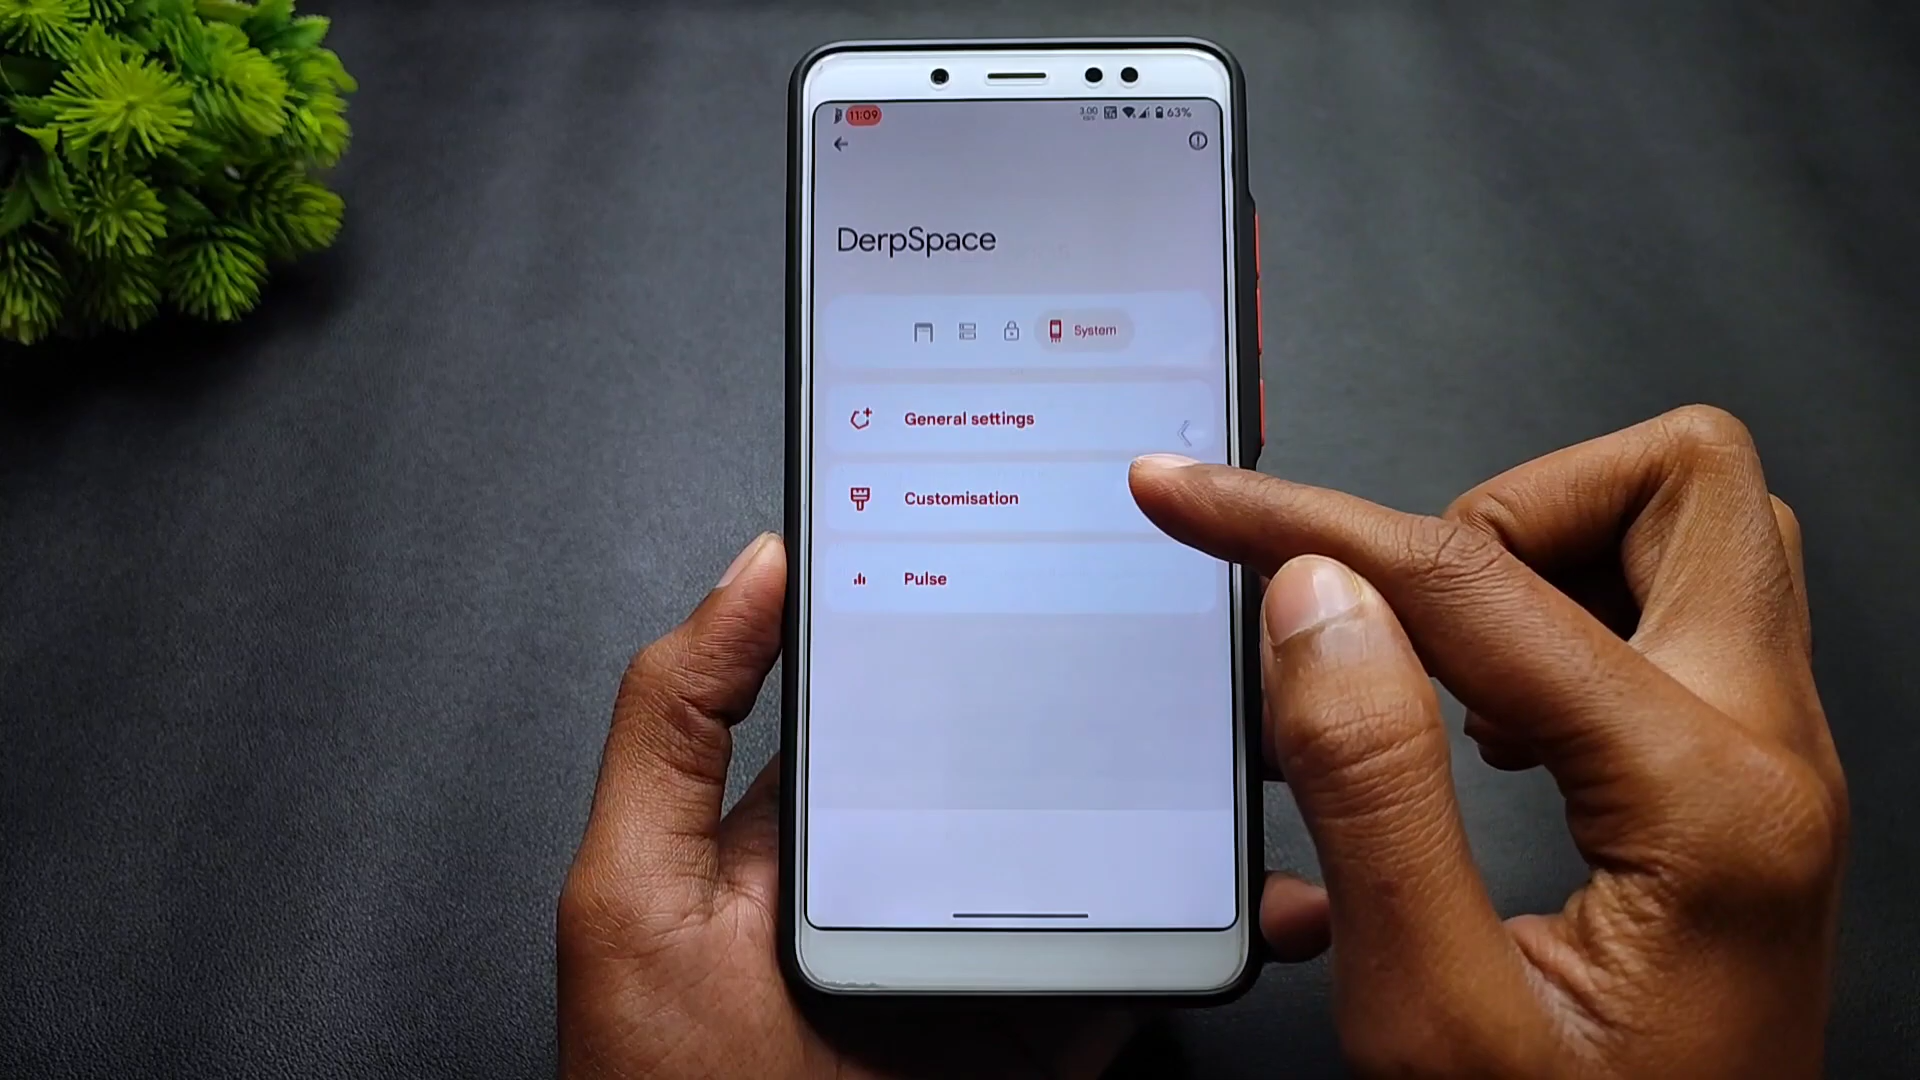 11:09
3.00
63%
DerpSpace
System
General settings
Customisation
Pulse